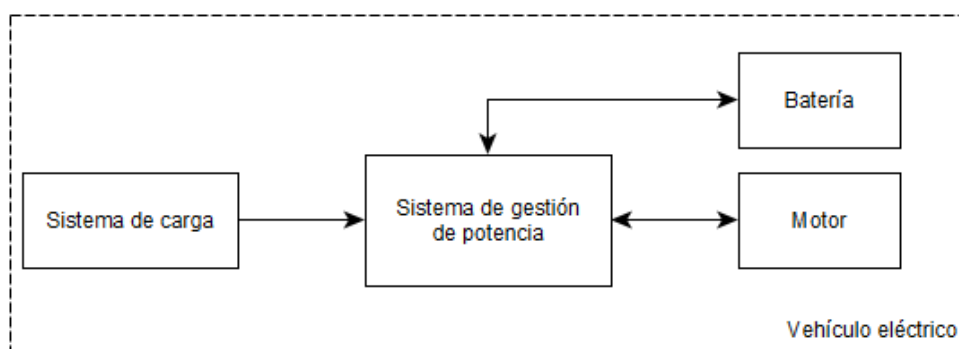 Batería
Sistema de carga
Sistema de gestión
de potencia
Motor
Vehículo eléctrico